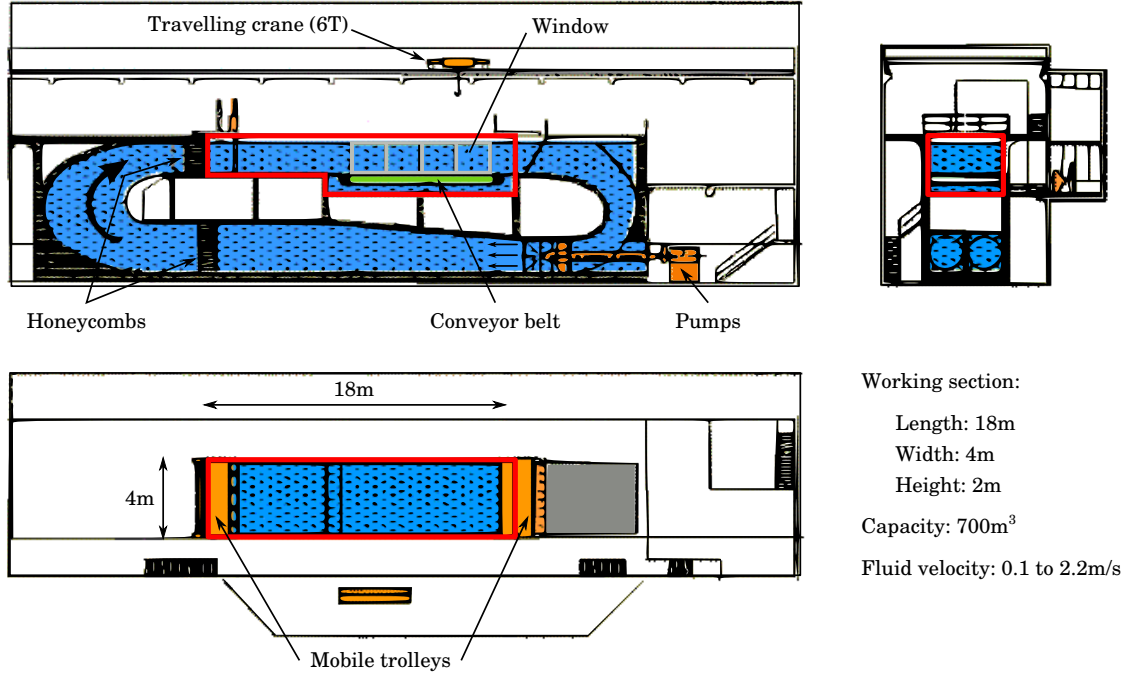 Travelling crane (6T)
Window
Honeycombs
Conveyor belt
Pumps
18m
4m
Mobile trolleys
Working section:
Length: 18m
Width: 4m
Height: 2m
Capacity: 700m³
Fluid velocity: 0.1 to 2.2m/s